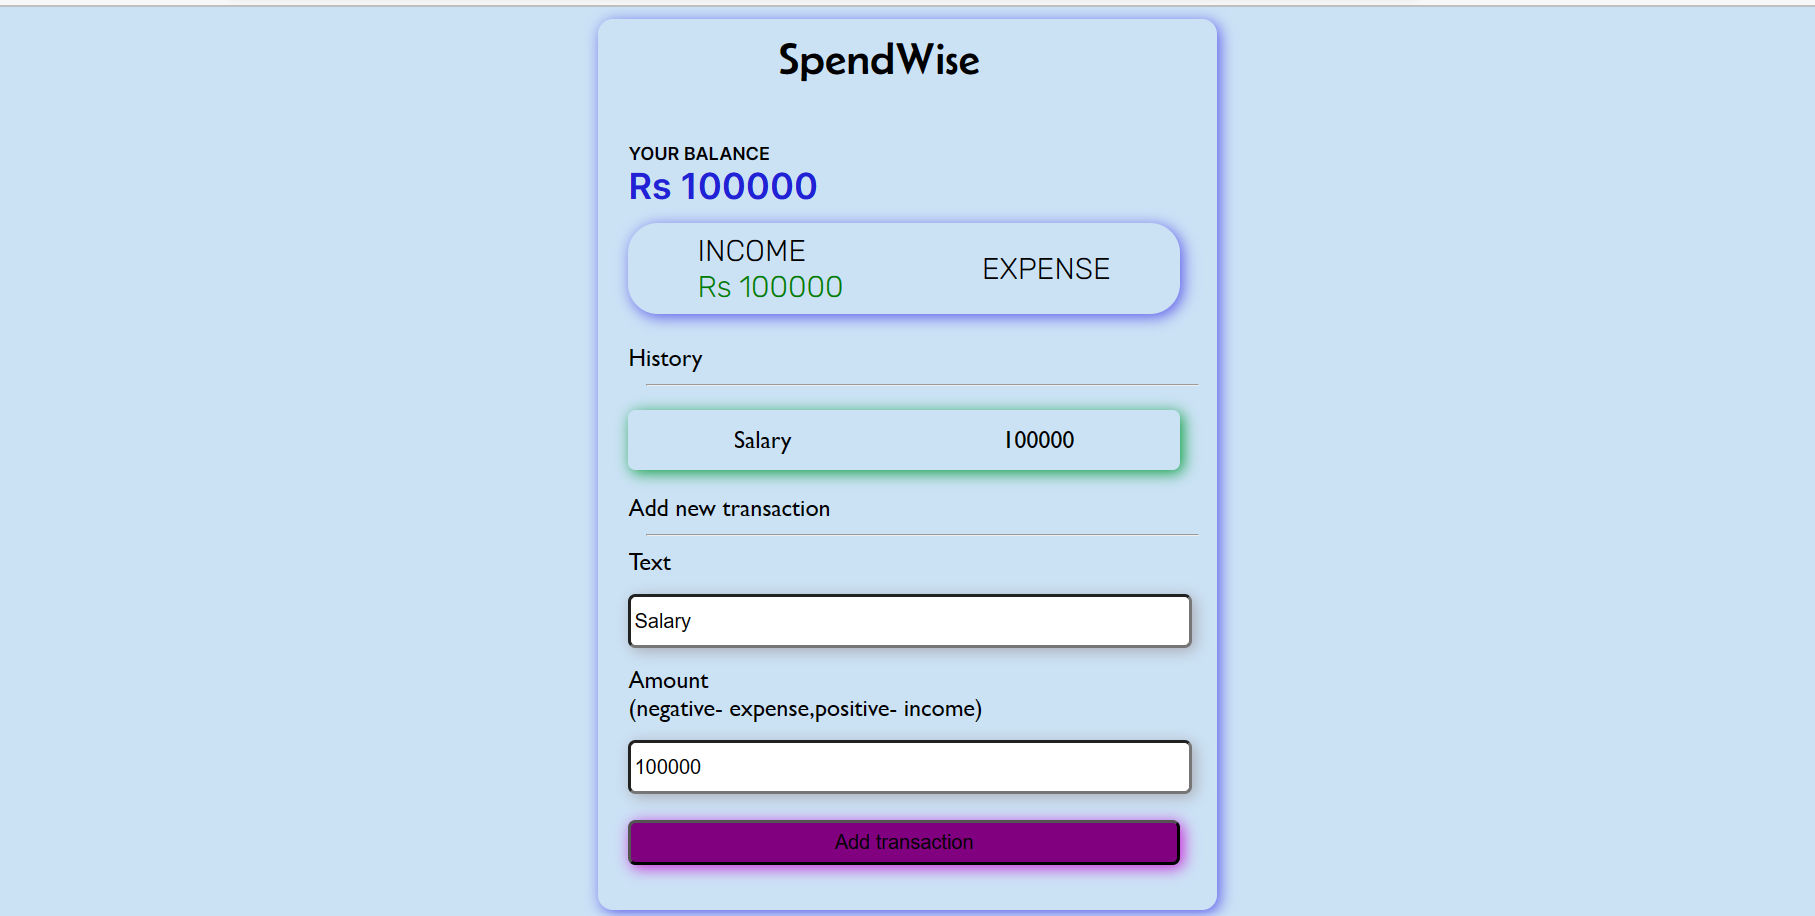 SpendWise
YOUR BALANCE
Rs 100000
INCOME
Rs 100000
EXPENSE
History
Salary 100000
Add new transaction
Text
Salary
Amount
(negative- expense,positive- income)
100000
Add transaction